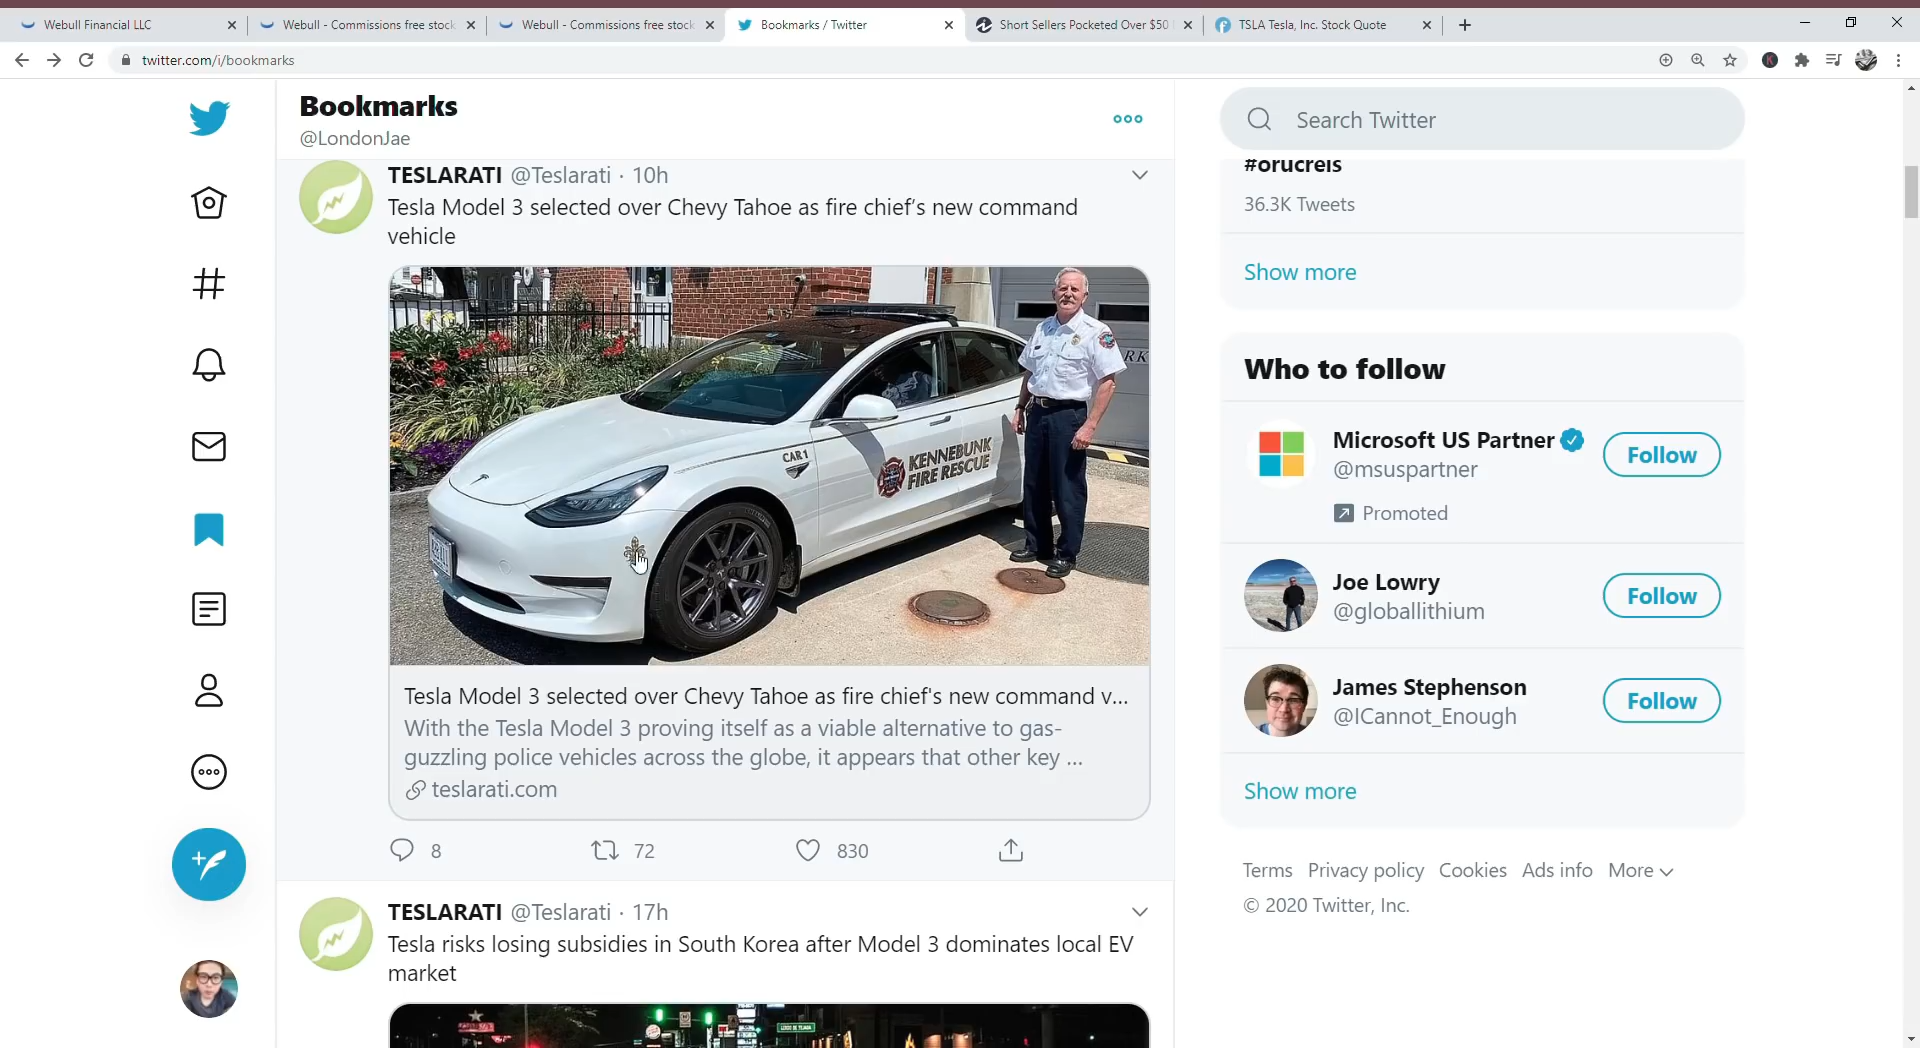 Webull Financial LLC
Webull - Commissions free stock
Webull - Commissions free stock
Bookmarks / Twitter
Short Sellers Pocketed Over $50
TSLA Tesla, Inc. Stock Quote
twitter.com/i/bookmarks
Bookmarks
@LondonJae
Search Twitter
TESLARATI @Teslarati · 10h
Tesla Model 3 selected over Chevy Tahoe as fire chief’s new command
vehicle
CAR 1
KENNEBUNK
FIRE RESCUE
Tesla Model 3 selected over Chevy Tahoe as fire chief's new command v...
With the Tesla Model 3 proving itself as a viable alternative to gas-
guzzling police vehicles across the globe, it appears that other key ...
teslarati.com
8
72
830
TESLARATI @Teslarati · 17h
Tesla risks losing subsidies in South Korea after Model 3 dominates local EV
market
#orucreis
36.3K Tweets
Show more
Who to follow
Microsoft US Partner
@msuspartner
Promoted
Follow
Joe Lowry
@globallithium
Follow
James Stephenson
@ICannot_Enough
Follow
Show more
Terms Privacy policy Cookies Ads info More
© 2020 Twitter, Inc.